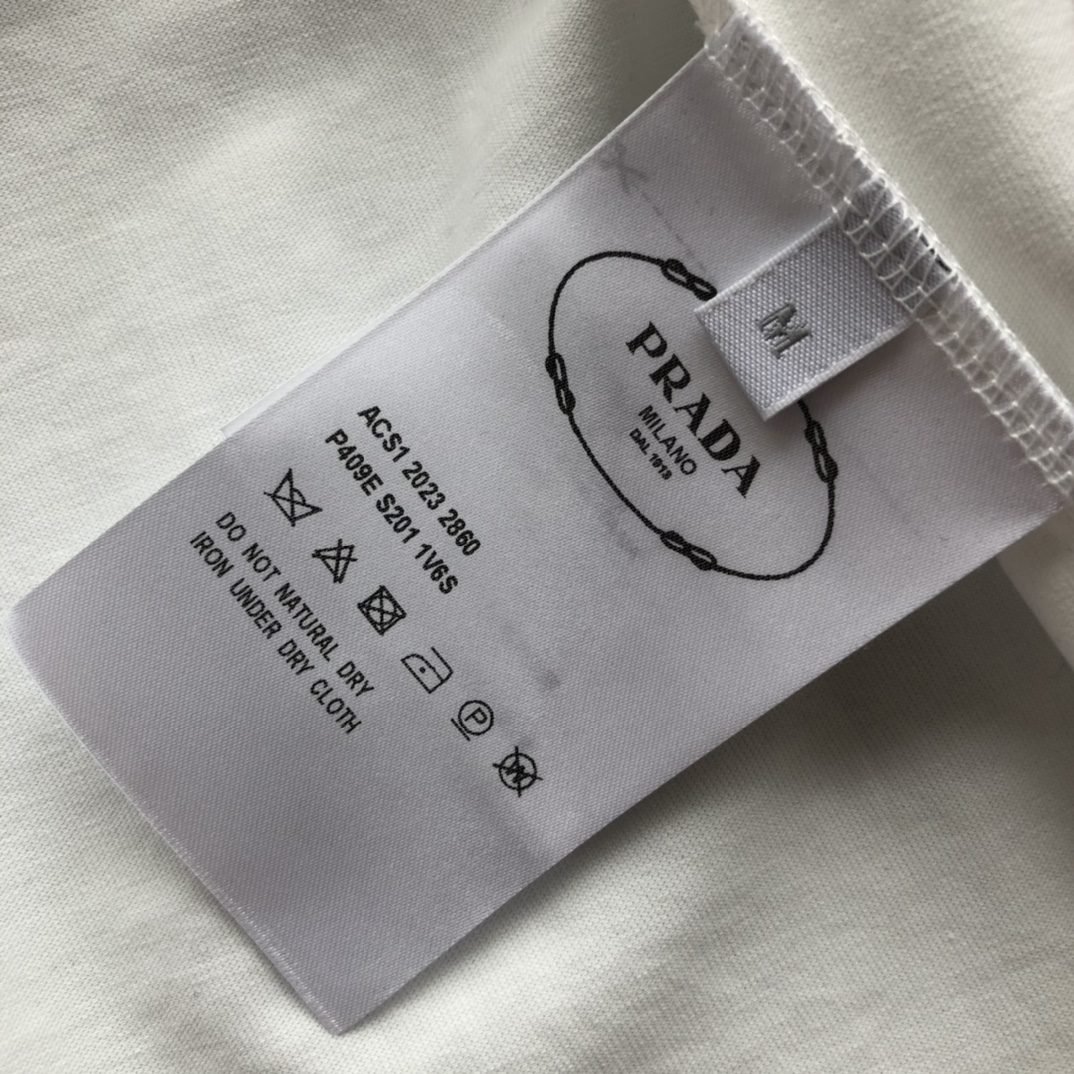 M
PRADA
MILANO
DAL 1913
ACS1 2023 2860
P409E S201 1V6S
P
W
DO NOT NATURAL DRY
IRON UNDER DRY CLOTH